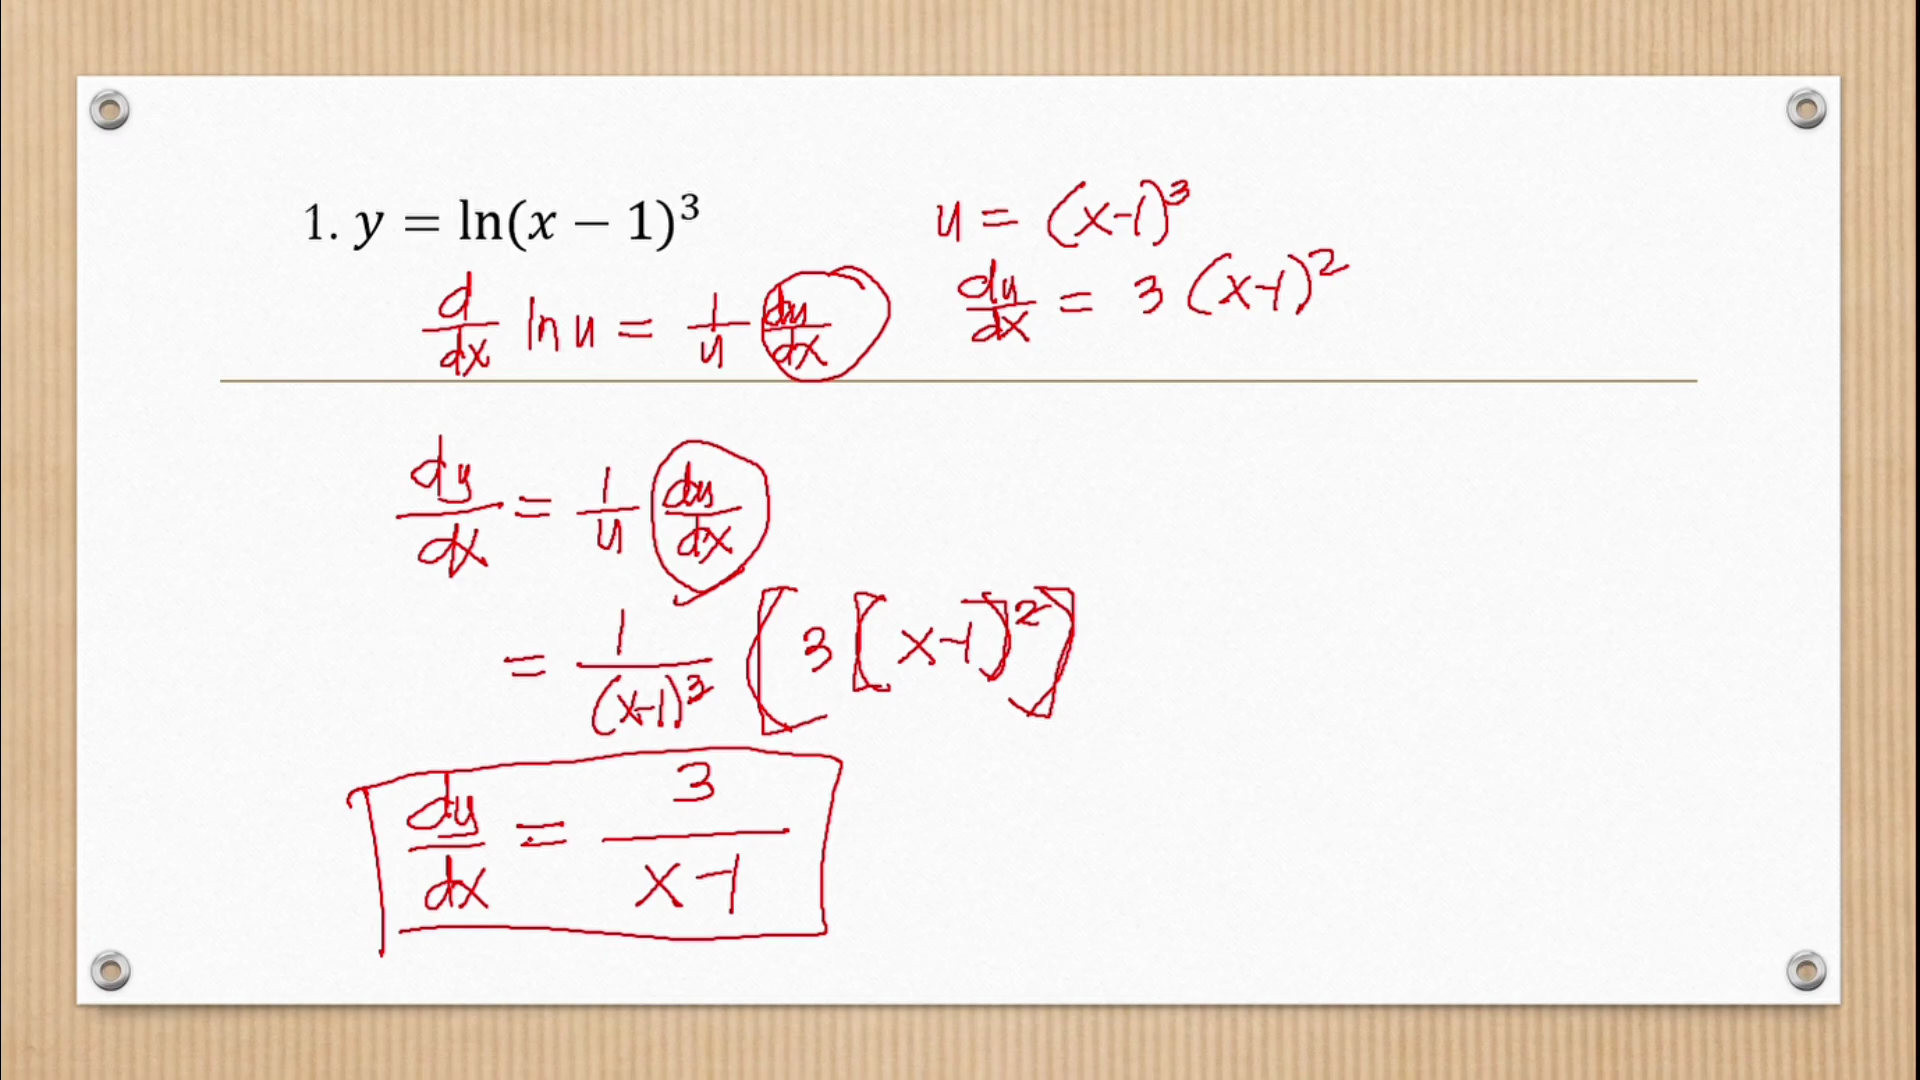 1. y = ln(x − 1)³
u = (x-1)³
d/dx ln u = 1/u du/dx
du/dx = 3 (x-1)²
dy/dx = 1/u du/dx
= 1/(x-1)³ [3 [x-1)²]
dy/dx = 3/x-1